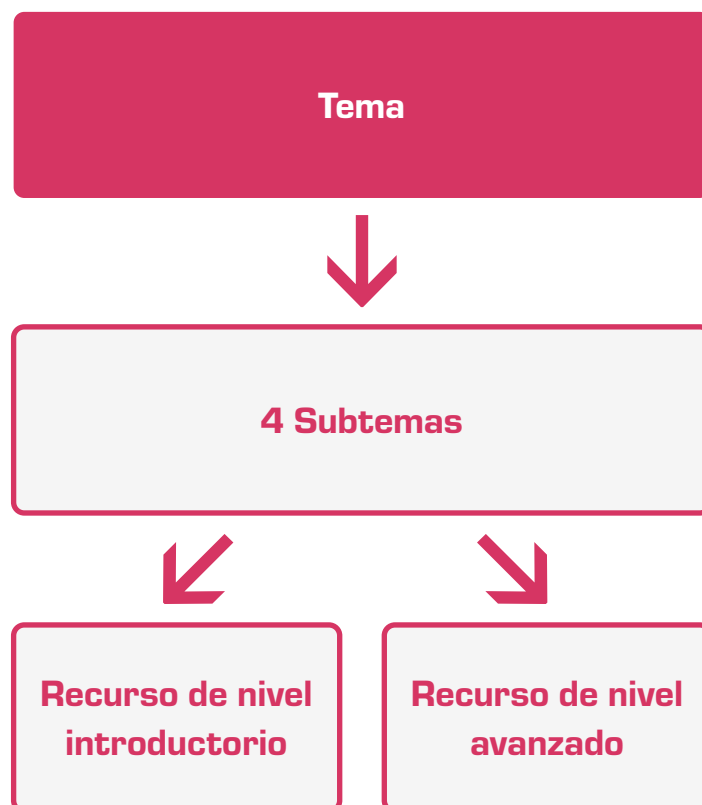 Tema
4 Subtemas
Recurso de nivel
introductorio
Recurso de nivel
avanzado